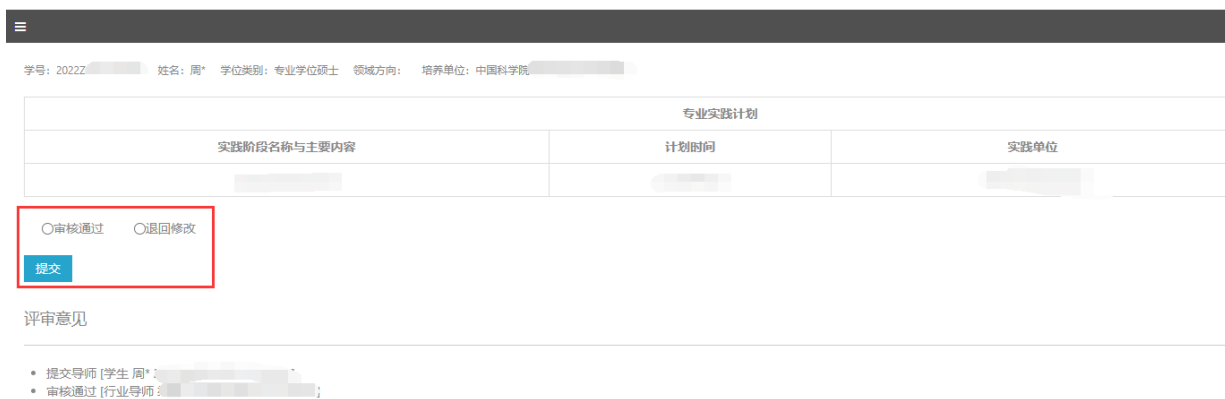 学号：2022Z 姓名：周* 学位类别：专业学位硕士 领域方向： 培养单位：中国科学院
专业实践计划
实践阶段名称与主要内容 计划时间 实践单位
审核通过 退回修改
提交
评审意见
提交导师 [学生 周*
审核通过 [行业导师